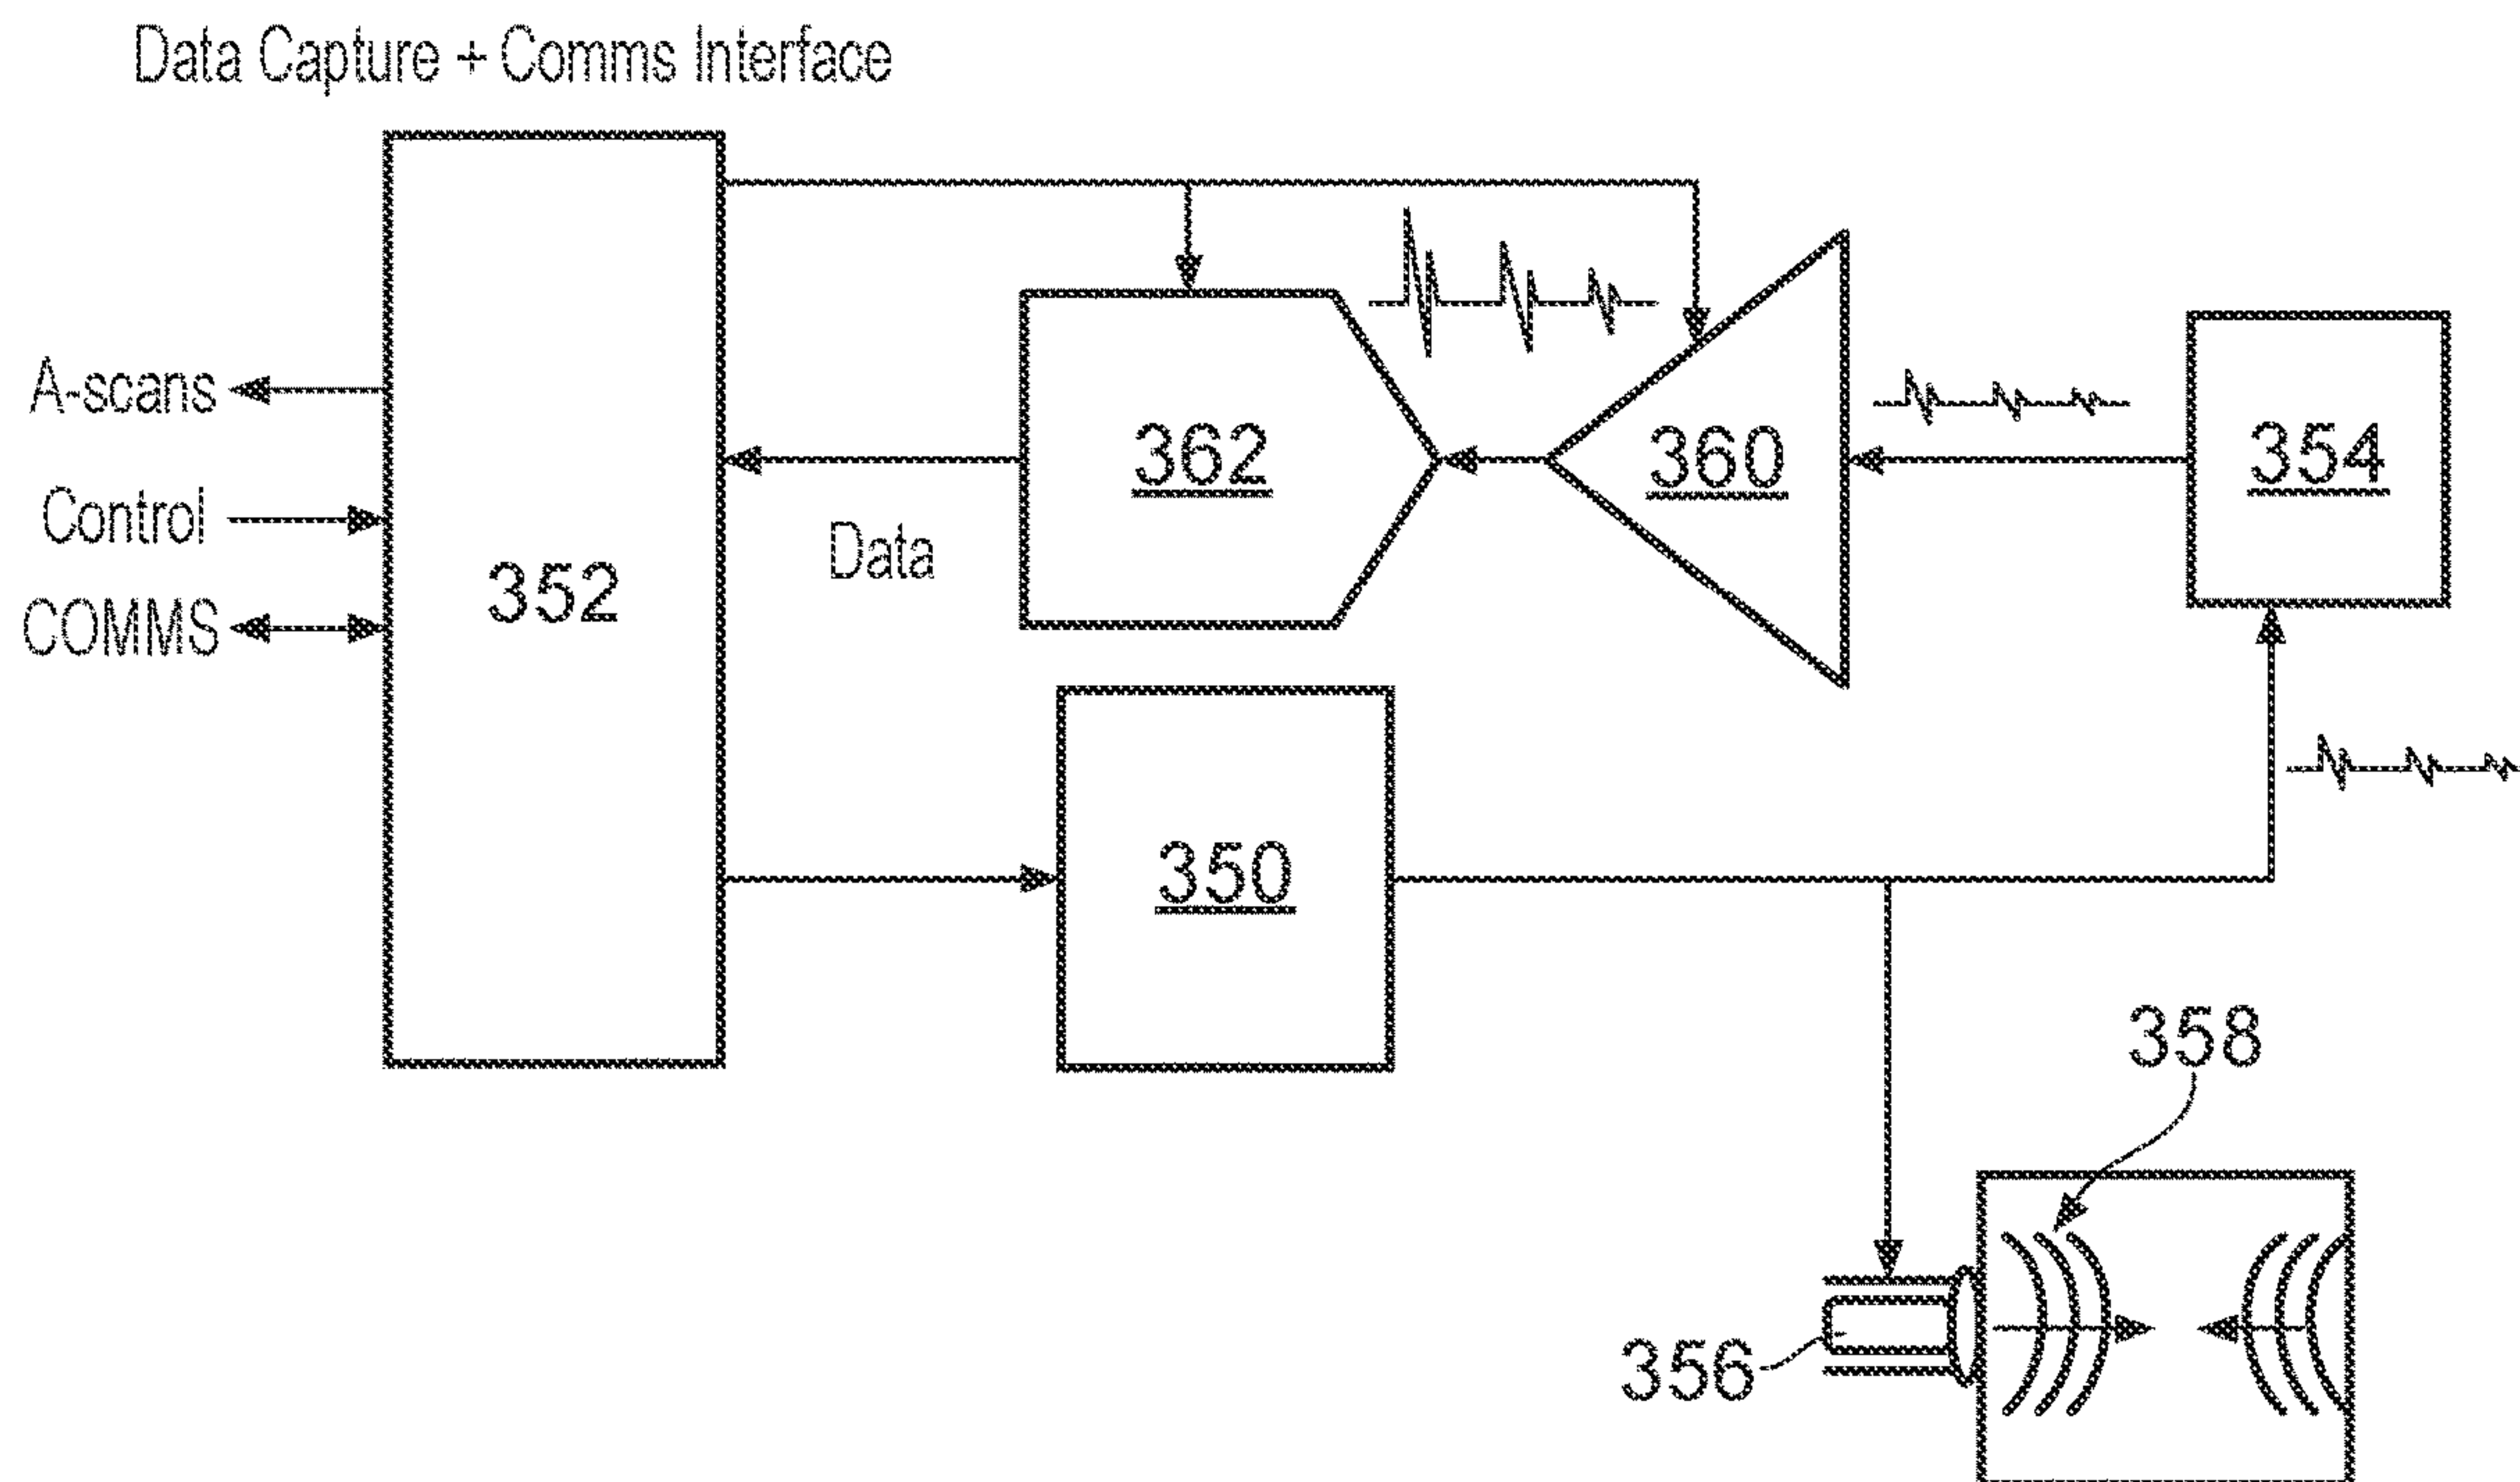 Data Capture + Comms Interface
A-scans
Control
COMMS
352
Data
362
360
354
350
358
356